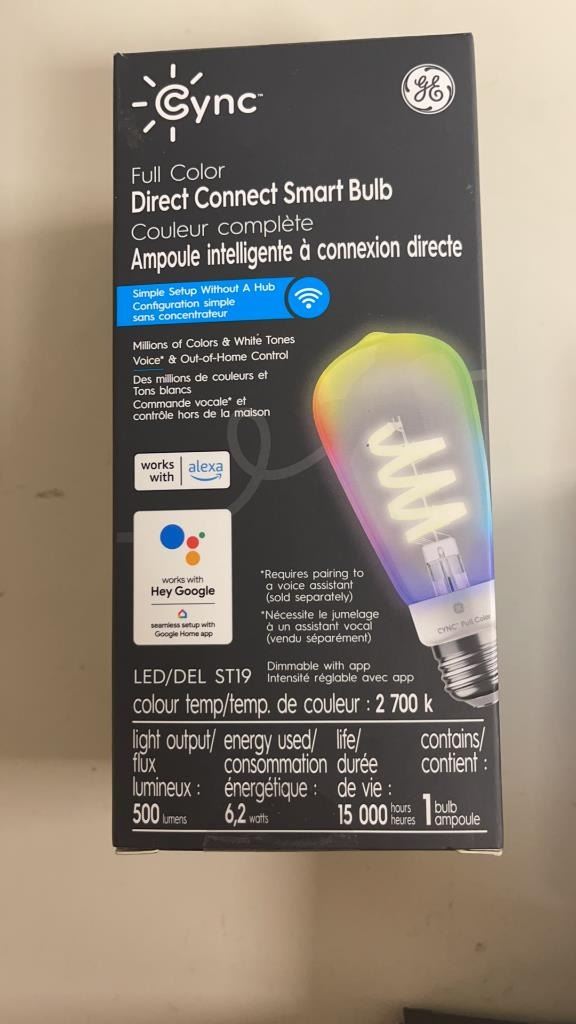 Cync™
GE
Full Color
Direct Connect Smart Bulb
Couleur complète
Ampoule intelligente à connexion directe
Simple Setup Without A Hub
Configuration simple
sans concentrateur
Millions of Colors & White Tones
Voice* & Out-of-Home Control
Des millions de couleurs et
Tons blancs
Commande vocale* et
contrôle hors de la maison
works
with
alexa
works with
Hey Google
seamless setup with
Google Home app
*Requires pairing to
a voice assistant
(sold separately)
*Nécessite le jumelage
à un assistant vocal
(vendu séparément)
CYNC™ Full Color
LED/DEL ST19
Dimmable with app
Intensité réglable avec app
colour temp/temp. de couleur : 2 700 k
light output/
flux
lumineux :
500 lumens
energy used/
consommation
énergétique :
6,2 watts
life/
durée
de vie :
15 000 hours
heures
contains/
contient :
1 bulb
ampoule